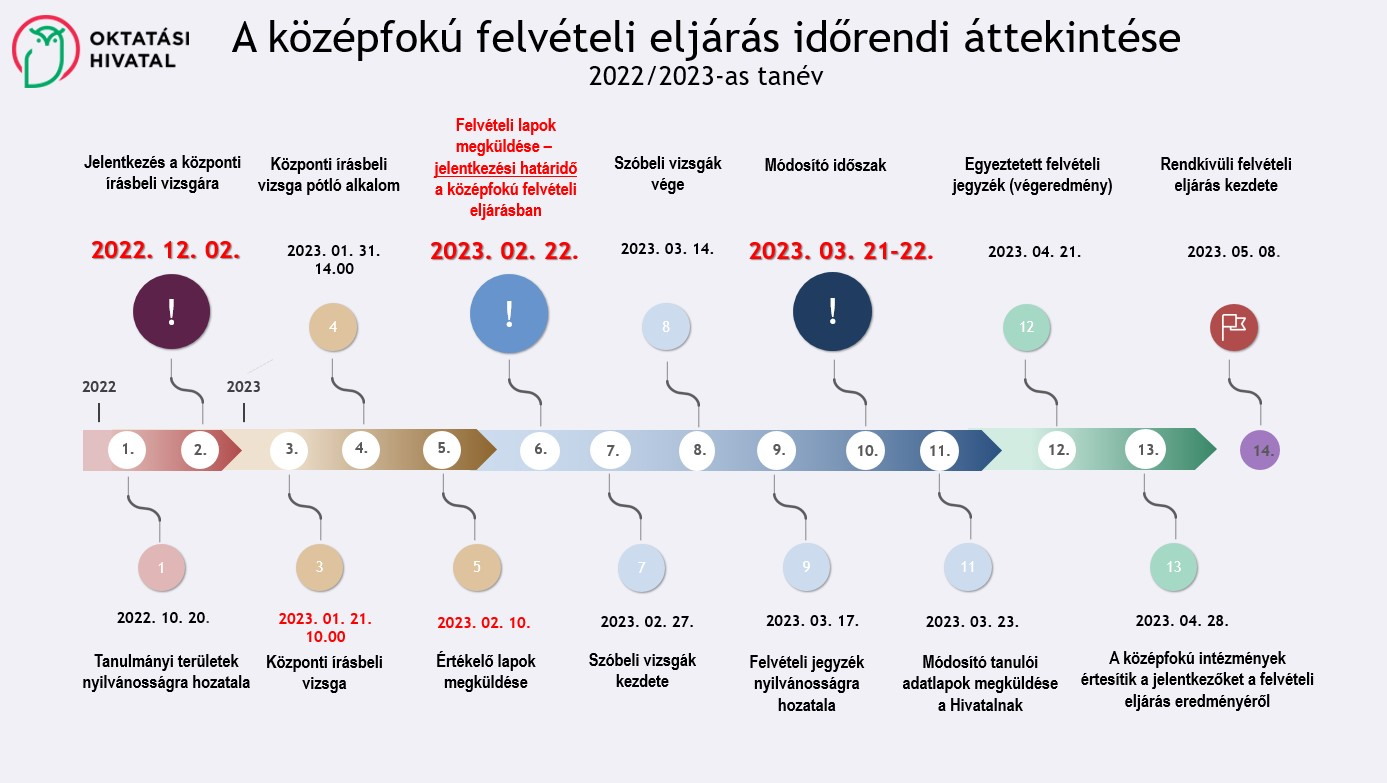 OKTATÁSI
HIVATAL
A középfokú felvételi eljárás időrendi áttekintése
2022/2023-as tanév
Jelentkezés a központi
írásbeli vizsgára
2022. 12. 02.
!
Központi írásbeli
vizsga pótló alkalom
2023. 01. 31.
14.00
4
Felvételi lapok
megküldése –
jelentkezési határidő
a középfokú felvételi
eljárásban
2023. 02. 22.
!
Szóbeli vizsgák
vége
2023. 03. 14.
8
Módosító időszak
2023. 03. 21-22.
!
Egyeztetett felvételi
jegyzék (végeredmény)
2023. 04. 21.
12
Rendkívüli felvételi
eljárás kezdete
2023. 05. 08.
2022
2023
1.
2.
3.
4.
5.
6.
7.
8.
9.
10.
11.
12.
13.
14.
1
2022. 10. 20.
Tanulmányi területek
nyilvánosságra hozatala
3
2023. 01. 21.
10.00
Központi írásbeli
vizsga
5
2023. 02. 10.
Értékelő lapok
megküldése
7
2023. 02. 27.
Szóbeli vizsgák
kezdete
9
2023. 03. 17.
Felvételi jegyzék
nyilvánosságra
hozatala
11
2023. 03. 23.
Módosító tanulói
adatlapok megküldése
a Hivatalnak
13
2023. 04. 28.
A középfokú intézmények
értesítik a jelentkezőket a felvételi
eljárás eredményéről